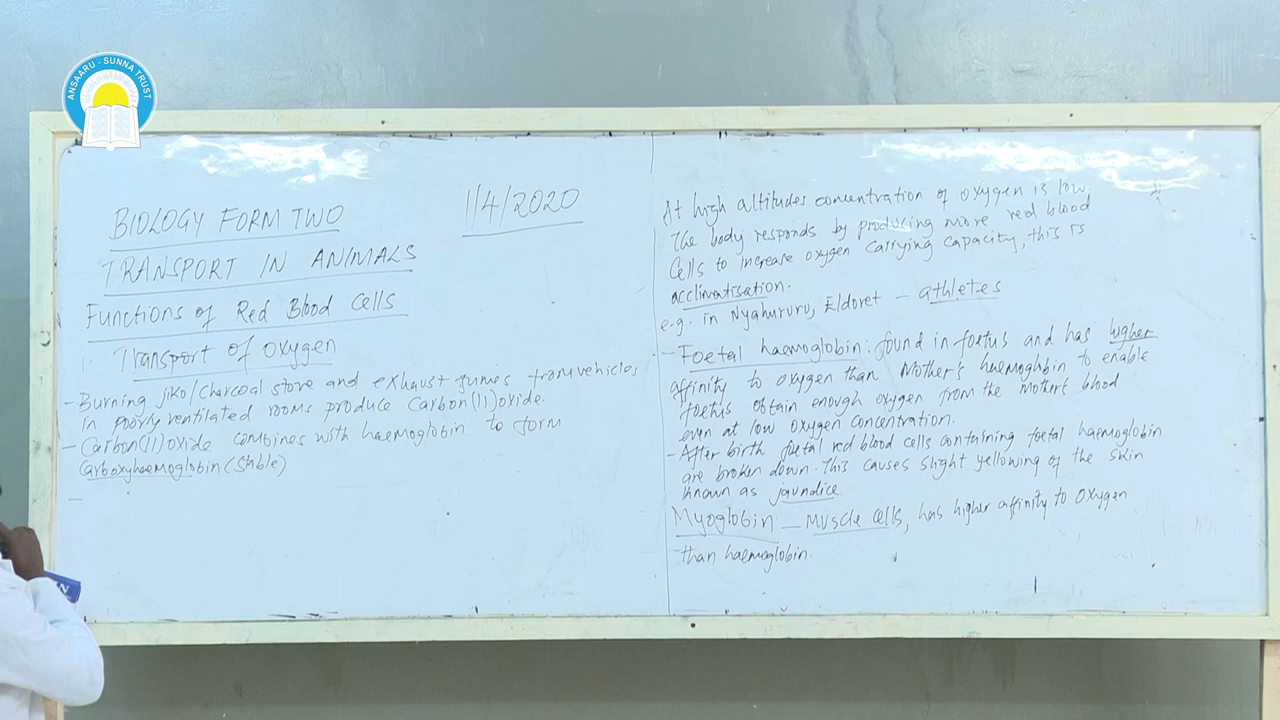 ANSAARU - SUNNA TRUST
BIOLOGY FORM TWO
1/4/2020
TRANSPORT IN ANIMALS
Functions of Red Blood Cells
1. Transport of oxygen
- Burning jiko/charcoal stove and exhaust fumes from vehicles
in poorly ventilated rooms produce Carbon(II)oxide.
- Carbon(II)oxide combines with haemoglobin to form
Carboxyhaemoglobin (Stable)
At high altitudes concentration of oxygen is low.
The body responds by producing more red blood
Cells to increase oxygen carrying capacity, this is
acclimatisation.
e.g. in Nyahururu, Eldoret - athletes
- Foetal haemoglobin: found in foetus and has higher
affinity to oxygen than Mother's haemoglobin to enable
foetus obtain enough oxygen from the mother's blood
even at low oxygen concentration.
- After birth foetal red blood cells containing foetal haemoglobin
are broken down. This causes slight yellowing of the skin
known as jaundice.
Myoglobin - Muscle cells, has higher affinity to oxygen
than haemoglobin.